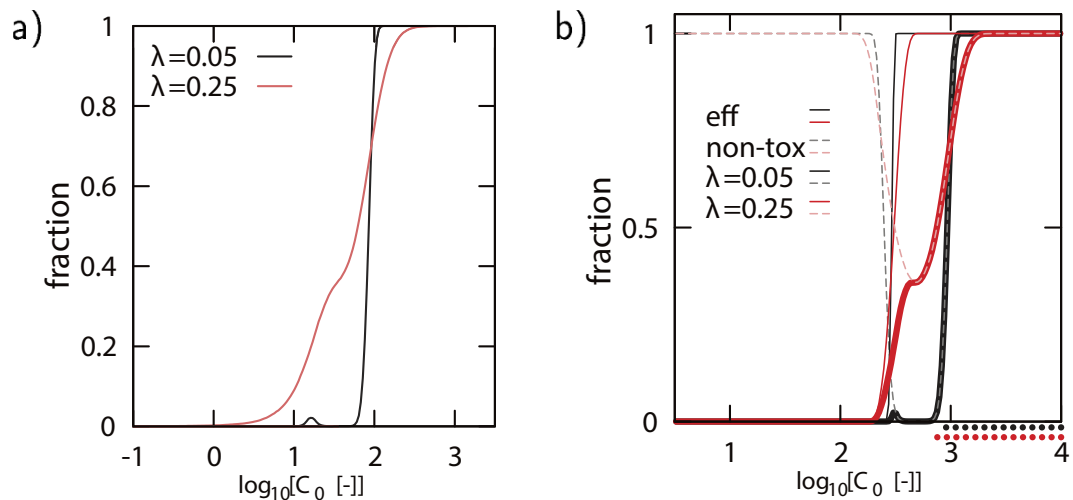 a)
λ=0.05
λ=0.25
fraction
1
0.8
0.6
0.4
0.2
0
-1 0 1 2 3
log10[C_0 [-]]
b)
eff
non-tox
λ=0.05
λ=0.25
fraction
1
0.5
0
1 2 3 4
log10[C_0 [-]]